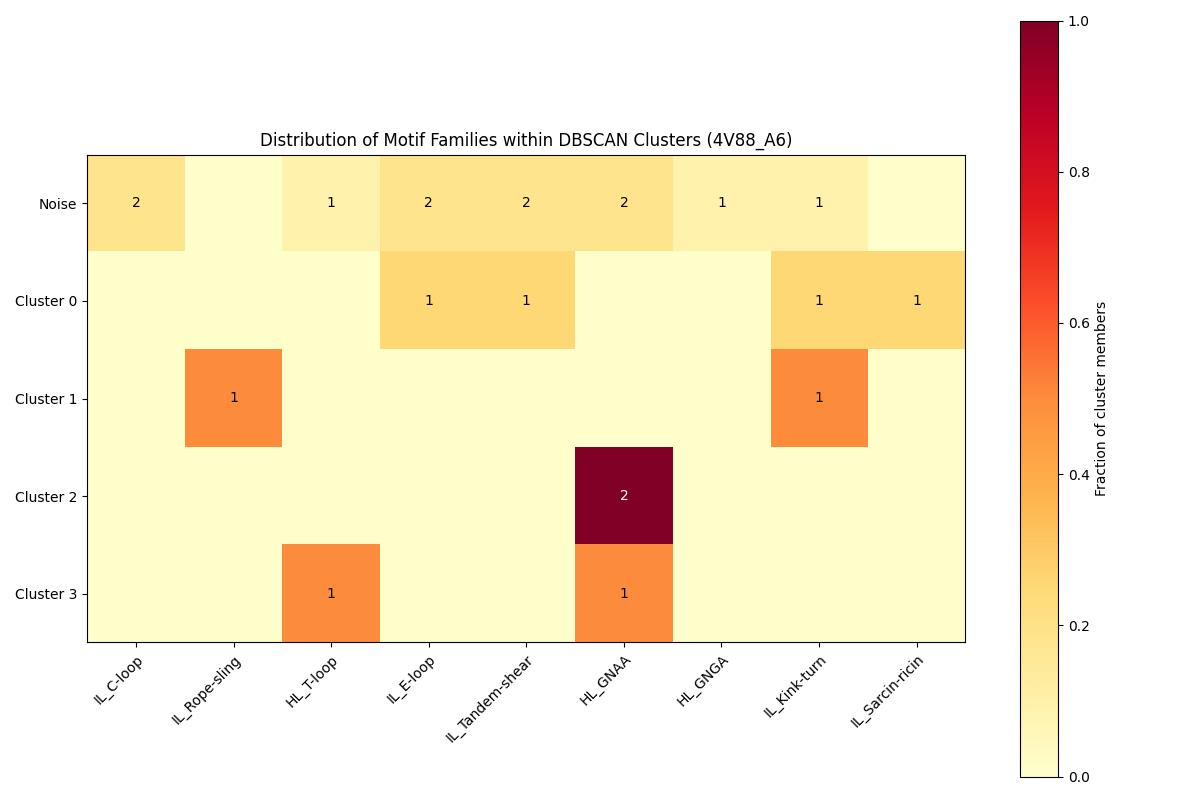 Distribution of Motif Families within DBSCAN Clusters (4V88_A6)
Noise 2 1 2 2 2 1 1
Cluster 0 1 1 1 1
Cluster 1 1 1
Cluster 2 2
Cluster 3 1 1
IL_C-loop
IL_Rope-sling
HL_T-loop
IL_E-loop
IL_Tandem-shear
HL_GNAA
HL_GNGA
IL_Kink-turn
IL_Sarcin-ricin
1.0
0.8
0.6
0.4
0.2
0.0
Fraction of cluster members